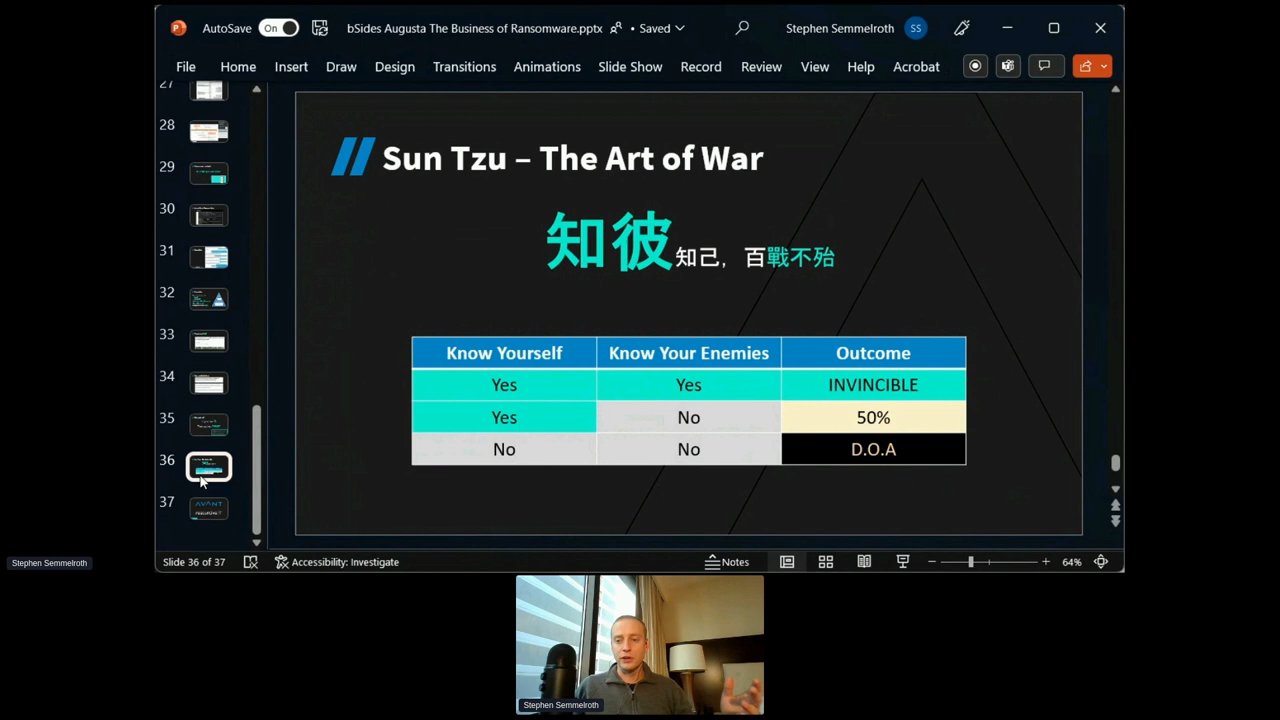 AutoSave On bSides Augusta The Business of Ransomware.pptx • Saved Stephen Semmelroth SS
File Home Insert Draw Design Transitions Animations Slide Show Record Review View Help Acrobat
27
28
29
30
31
32
33
34
35
36
37
Sun Tzu – The Art of War
知彼知己，百戰不殆
Know Yourself Know Your Enemies Outcome
Yes Yes INVINCIBLE
Yes No 50%
No No D.O.A
Slide 36 of 37 Accessibility: Investigate Notes 64%
Stephen Semmelroth
Stephen Semmelroth